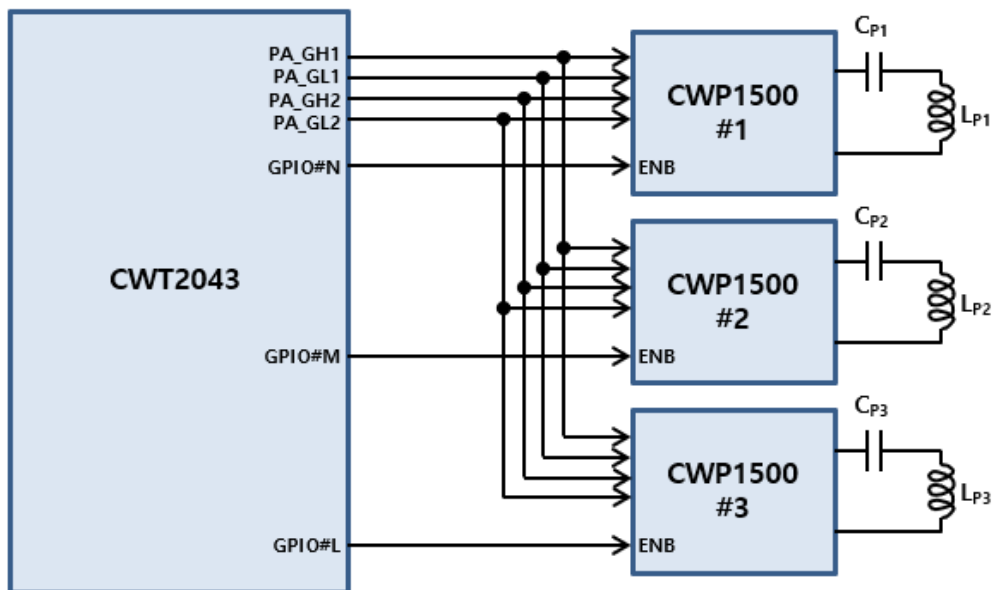 PA_GH1
PA_GL1
PA_GH2
PA_GL2
GPIO#N
CWT2043
GPIO#M
GPIO#L
CWP1500
#1
ENB
CP1
LP1
CWP1500
#2
ENB
CP2
LP2
CWP1500
#3
ENB
CP3
LP3